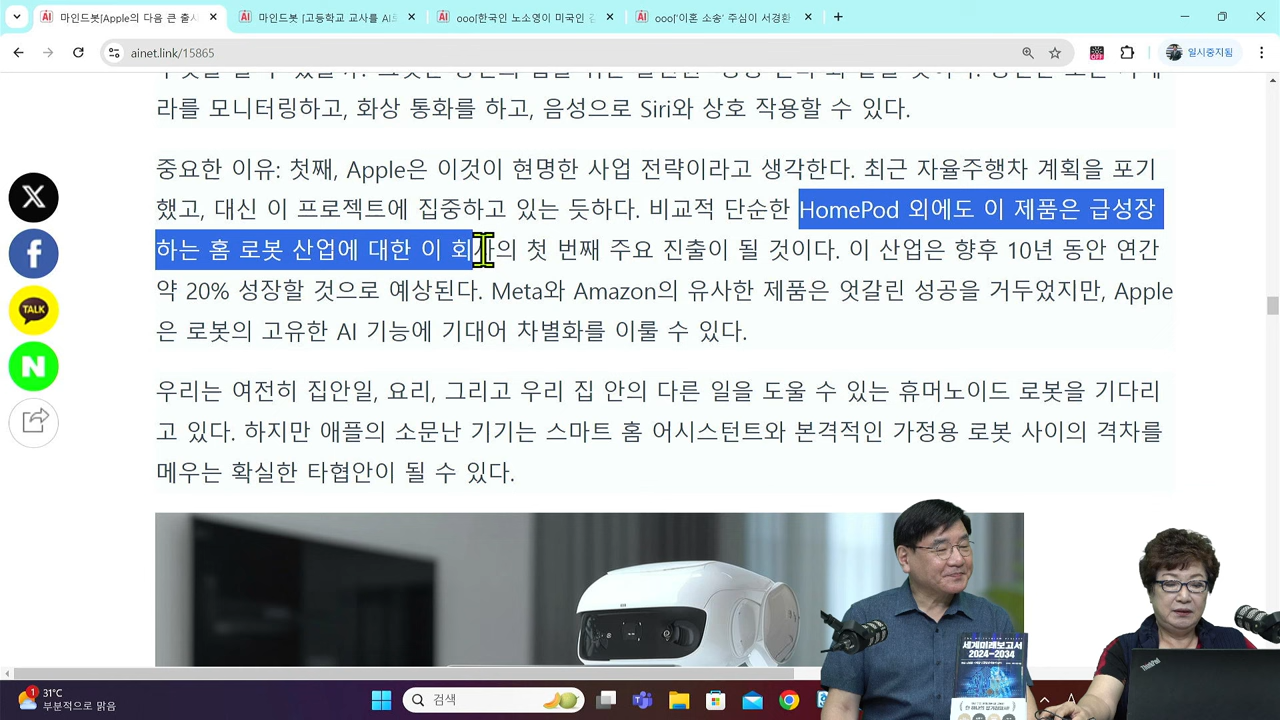 마인드봇[Apple의 다음 큰 출시
마인드봇 [고등학교 교사를 AI로
ooo[한국인 노소영이 미국인 김
ooo['이혼 소송' 주심이 서경환
ainet.link/15865
OFF
일시중지됨
라를 모니터링하고, 화상 통화를 하고, 음성으로 Siri와 상호 작용할 수 있다.
중요한 이유: 첫째, Apple은 이것이 현명한 사업 전략이라고 생각한다. 최근 자율주행차 계획을 포기
했고, 대신 이 프로젝트에 집중하고 있는 듯하다. 비교적 단순한 HomePod 외에도 이 제품은 급성장
하는 홈 로봇 산업에 대한 이 회사의 첫 번째 주요 진출이 될 것이다. 이 산업은 향후 10년 동안 연간
약 20% 성장할 것으로 예상된다. Meta와 Amazon의 유사한 제품은 엇갈린 성공을 거두었지만, Apple
은 로봇의 고유한 AI 기능에 기대어 차별화를 이룰 수 있다.
우리는 여전히 집안일, 요리, 그리고 우리 집 안의 다른 일을 도울 수 있는 휴머노이드 로봇을 기다리
고 있다. 하지만 애플의 소문난 기기는 스마트 홈 어시스턴트와 본격적인 가정용 로봇 사이의 격차를
메우는 확실한 타협안이 될 수 있다.
TALK
N
세계미래보고서
2024-2034
ThinkPad
1
31°C
부분적으로 맑음
검색
A